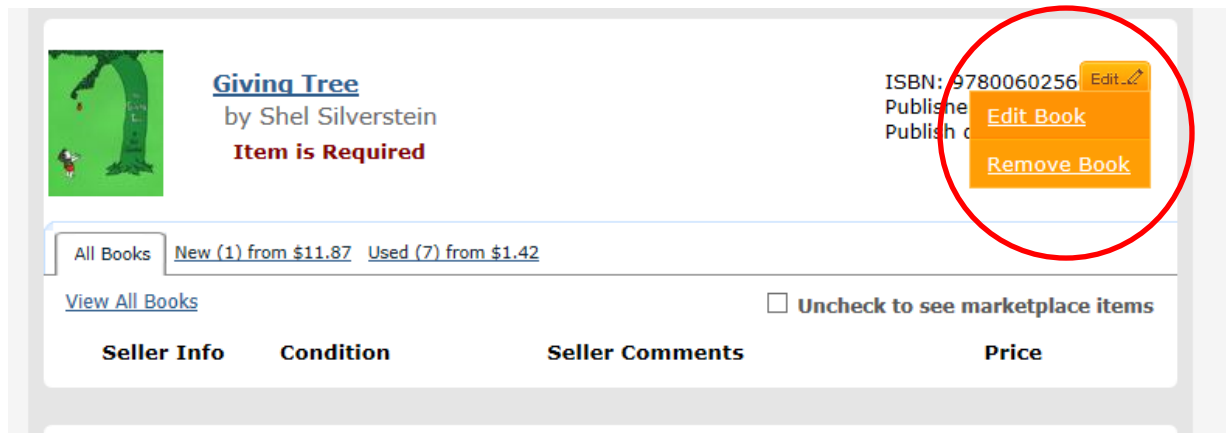 Giving Tree
by Shel Silverstein
Item is Required
ISBN: 9780060256
Edit
Publishe
Publish
Edit Book
Remove Book
All Books New (1) from $11.87 Used (7) from $1.42
View All Books Uncheck to see marketplace items
Seller Info Condition Seller Comments Price